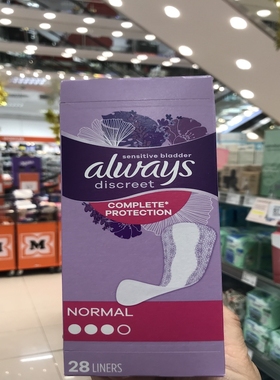 sensitive bladder
always
discreet
COMPLETE*
PROTECTION
NORMAL
28 LINERS
M